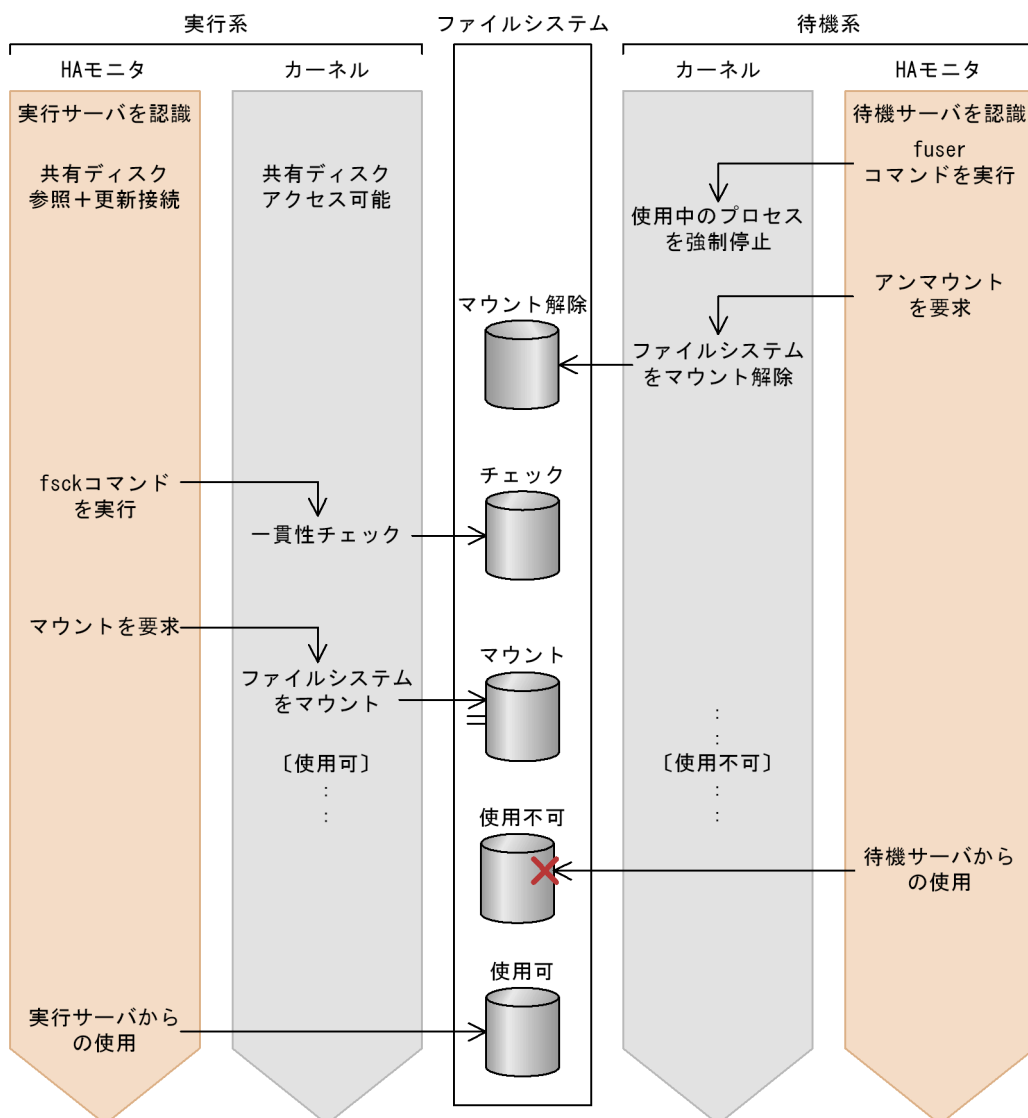 実行系
ファイルシステム
待機系
HAモニタ
カーネル
カーネル
HAモニタ
実行サーバを認識
待機サーバを認識
fuser
コマンドを実行
共有ディスク
参照＋更新接続
共有ディスク
アクセス可能
使用中のプロセス
を強制停止
アンマウント
を要求
マウント解除
ファイルシステム
をマウント解除
fsckコマンド
を実行
チェック
一貫性チェック
マウントを要求
マウント
ファイルシステム
をマウント
〔使用可〕
：
：
：
：
〔使用不可〕
：
：
使用不可
待機サーバから
の使用
使用可
実行サーバから
の使用